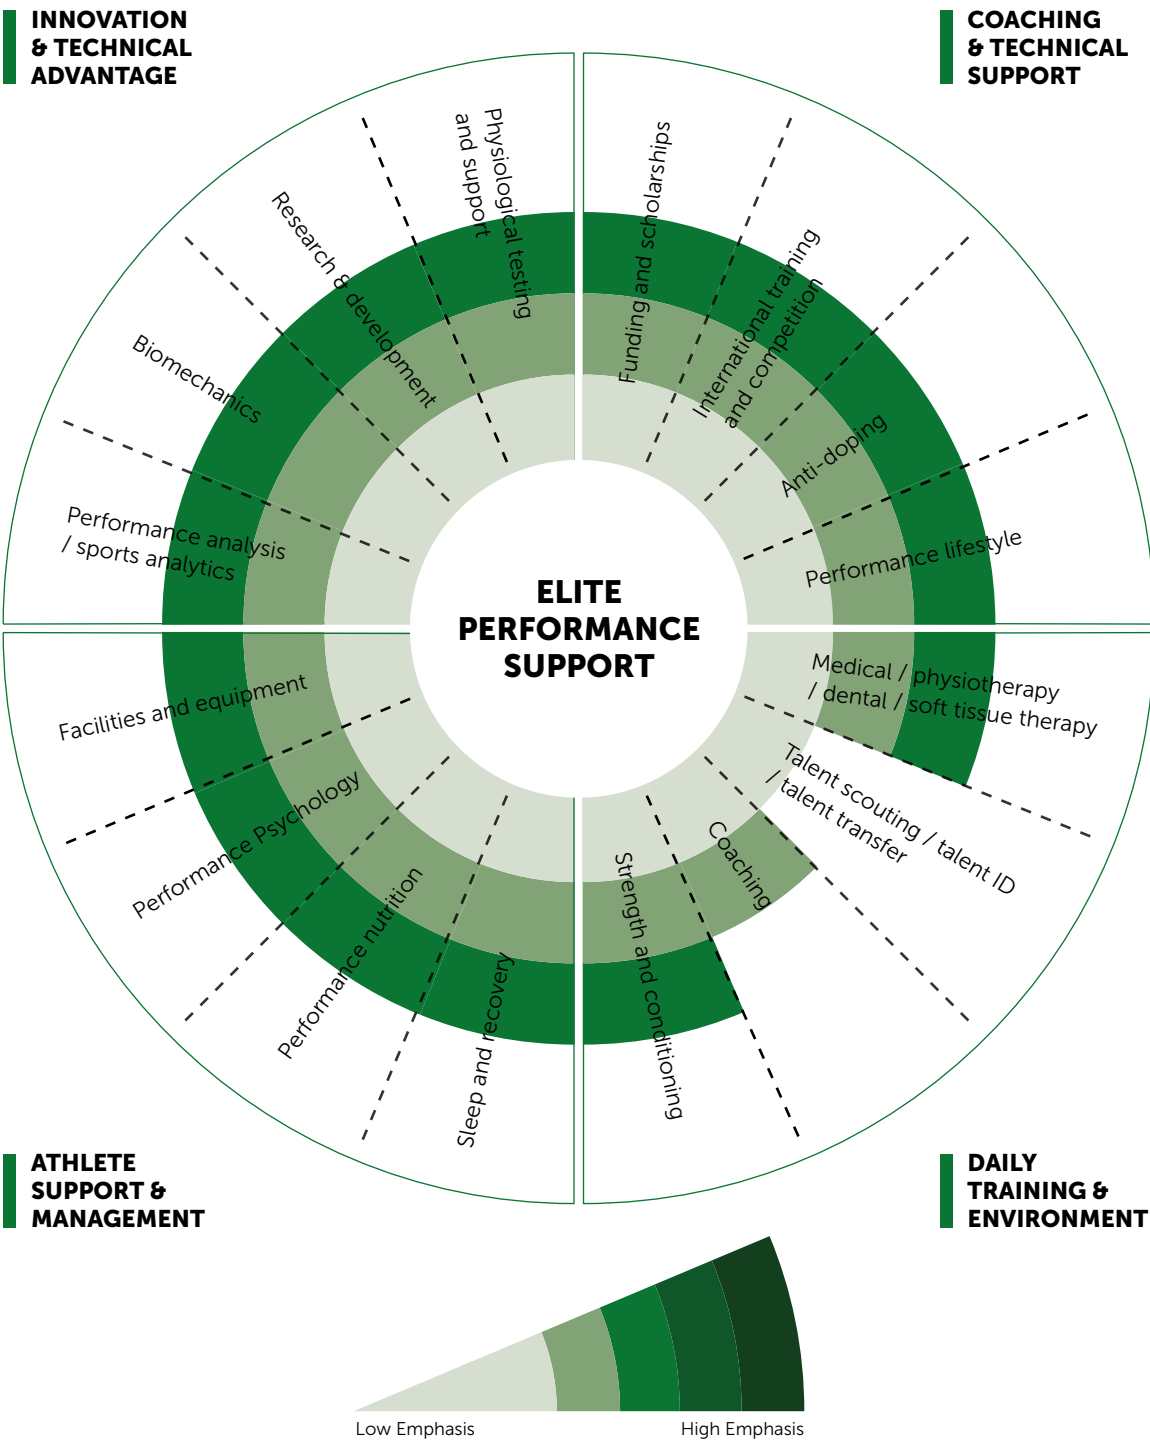 INNOVATION
& TECHNICAL
ADVANTAGE
COACHING
& TECHNICAL
SUPPORT
Physiological testing
and support
Research & development
Biomechanics
Performance analysis
/ sports analytics
Funding and scholarships
International training
and competition
Anti-doping
Performance lifestyle
ELITE
PERFORMANCE
SUPPORT
Facilities and equipment
Performance Psychology
Performance nutrition
Sleep and recovery
Medical / physiotherapy
/ dental / soft tissue therapy
Talent scouting / talent ID
/ talent transfer
Coaching
Strength and conditioning
ATHLETE
SUPPORT &
MANAGEMENT
DAILY
TRAINING &
ENVIRONMENT
Low Emphasis
High Emphasis